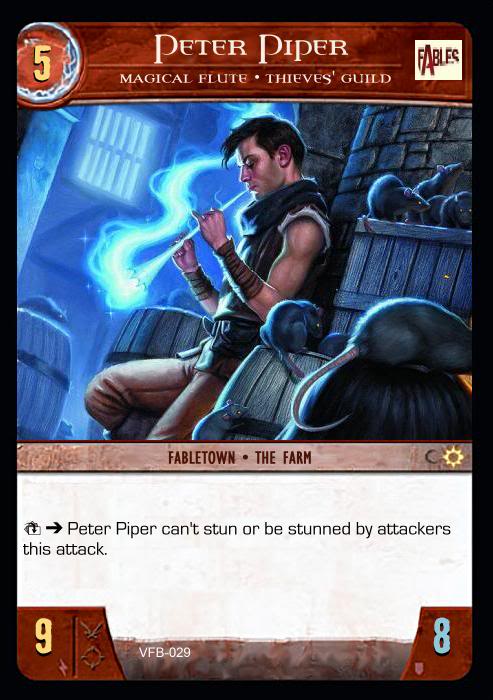 5
Peter Piper
FABLES
Magical Flute • Thieves' Guild
FABLETOWN • THE FARM
➔ Peter Piper can't stun or be stunned by attackers
this attack.
9
8
VFB-029